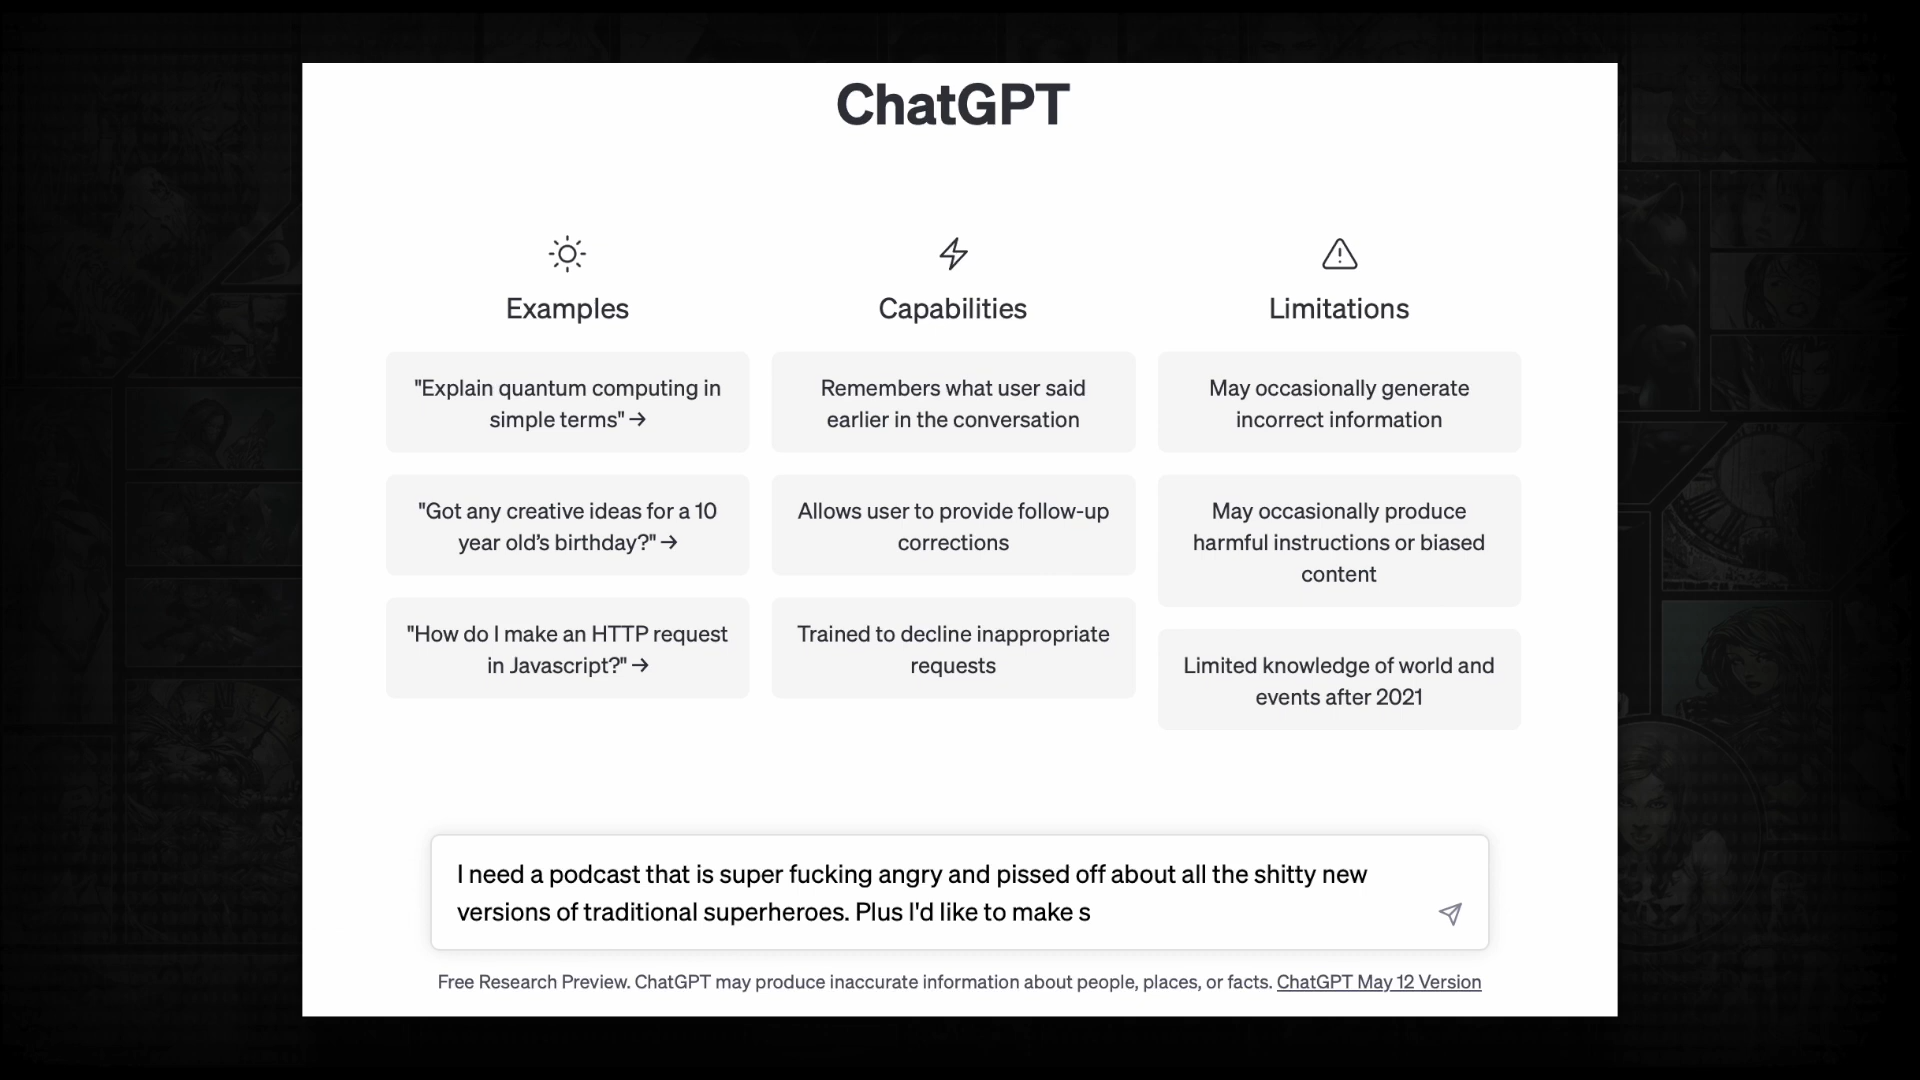 ChatGPT
Examples
"Explain quantum computing in
simple terms" →
"Got any creative ideas for a 10
year old’s birthday?" →
"How do I make an HTTP request
in Javascript?" →
Capabilities
Remembers what user said
earlier in the conversation
Allows user to provide follow-up
corrections
Trained to decline inappropriate
requests
Limitations
May occasionally generate
incorrect information
May occasionally produce
harmful instructions or biased
content
Limited knowledge of world and
events after 2021
I need a podcast that is super fucking angry and pissed off about all the shitty new
versions of traditional superheroes. Plus I'd like to make s
Free Research Preview. ChatGPT may produce inaccurate information about people, places, or facts. ChatGPT May 12 Version